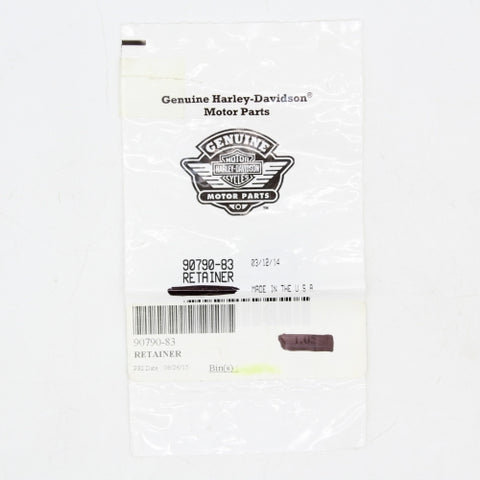 Genuine Harley-Davidson®
Motor Parts
GENUINE
MOTOR
HARLEY-DAVIDSON
CYCLES
MOTOR PARTS
90790-83 03/12/14
RETAINER
MADE IN THE U S A
90790-83
RETAINER
Date
Bin(s)